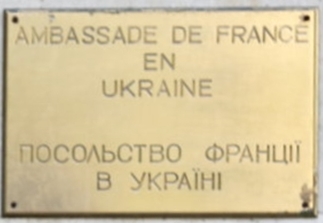 AMBASSADE DE FRANCE
EN
UKRAINE
ПОСОЛЬСТВО ФРАНЦІЇ
В УКРАЇНІ